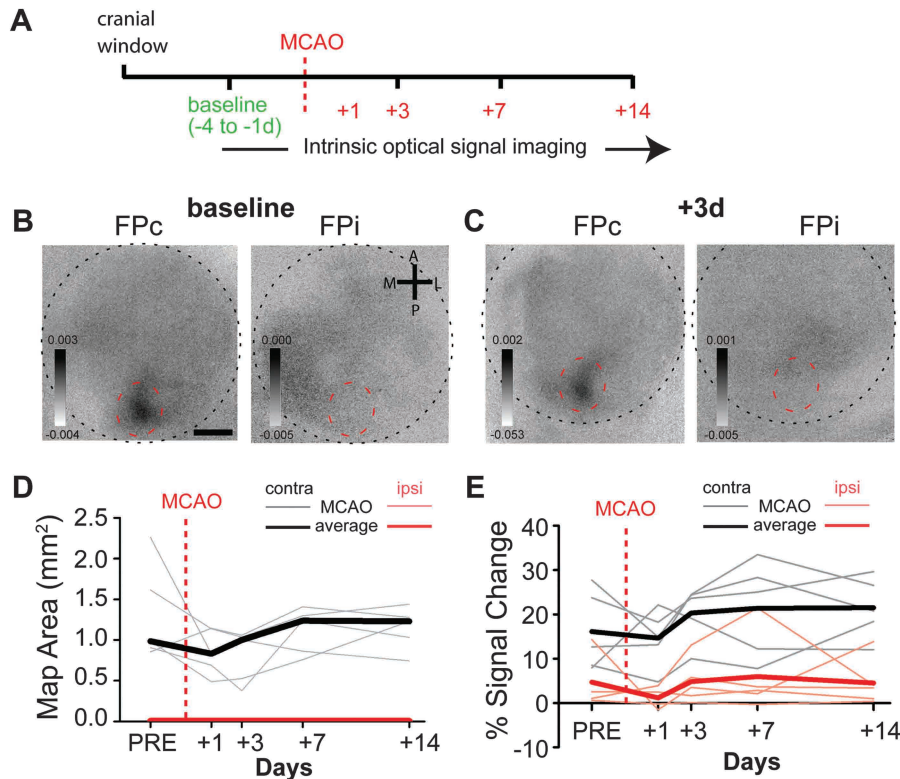 A
cranial
window
MCAO
baseline
(-4 to -1d)
+1
+3
+7
+14
Intrinsic optical signal imaging
B
baseline
FPc
FPi
A
M
L
P
0.003
-0.004
0.000
-0.005
C
+3d
FPc
FPi
0.002
-0.053
0.001
-0.005
D
MCAO
contra
ipsi
MCAO
average
Map Area (mm²)
2.5
2.0
1.5
1.0
0.5
0.0
PRE
+1
+3
+7
+14
Days
E
MCAO
contra
ipsi
MCAO
average
% Signal Change
40
30
20
10
0
-10
PRE
+1
+3
+7
+14
Days